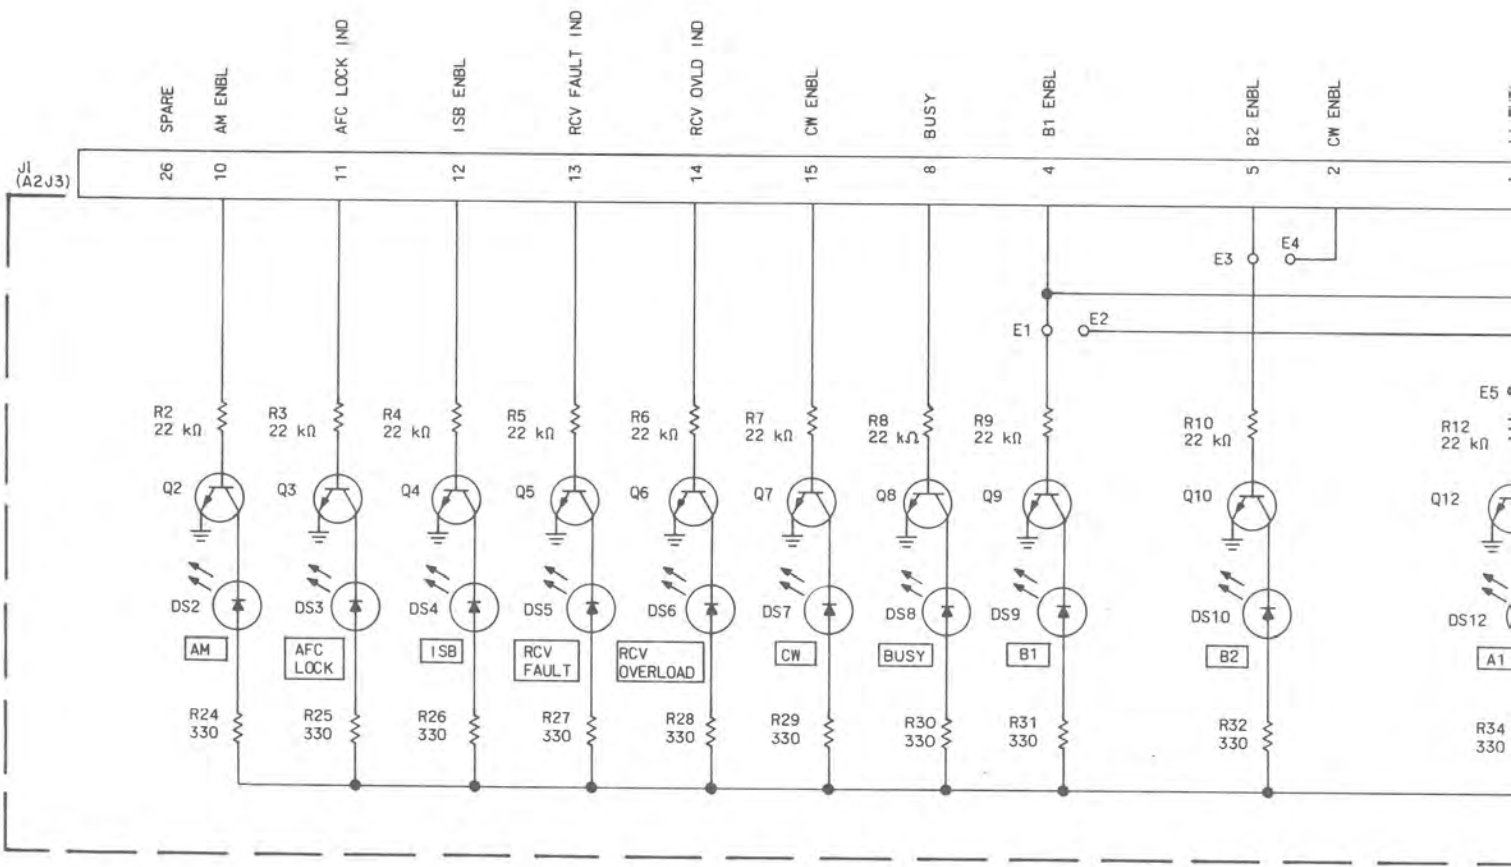 SPARE
AM ENBL
AFC LOCK IND
ISB ENBL
RCV FAULT IND
RCV OVLD IND
CW ENBL
BUSY
B1 ENBL
B2 ENBL
CW ENBL
J1
(A2J3)
26
10
11
12
13
14
15
8
4
5
2
E3
E4
E1
E2
E5
R2
22 kΩ
R3
22 kΩ
R4
22 kΩ
R5
22 kΩ
R6
22 kΩ
R7
22 kΩ
R8
22 kΩ
R9
22 kΩ
R10
22 kΩ
R12
22 kΩ
Q2
Q3
Q4
Q5
Q6
Q7
Q8
Q9
Q10
Q12
DS2
DS3
DS4
DS5
DS6
DS7
DS8
DS9
DS10
DS12
AM
AFC
LOCK
ISB
RCV
FAULT
RCV
OVERLOAD
CW
BUSY
B1
B2
A1
R24
330
R25
330
R26
330
R27
330
R28
330
R29
330
R30
330
R31
330
R32
330
R34
330